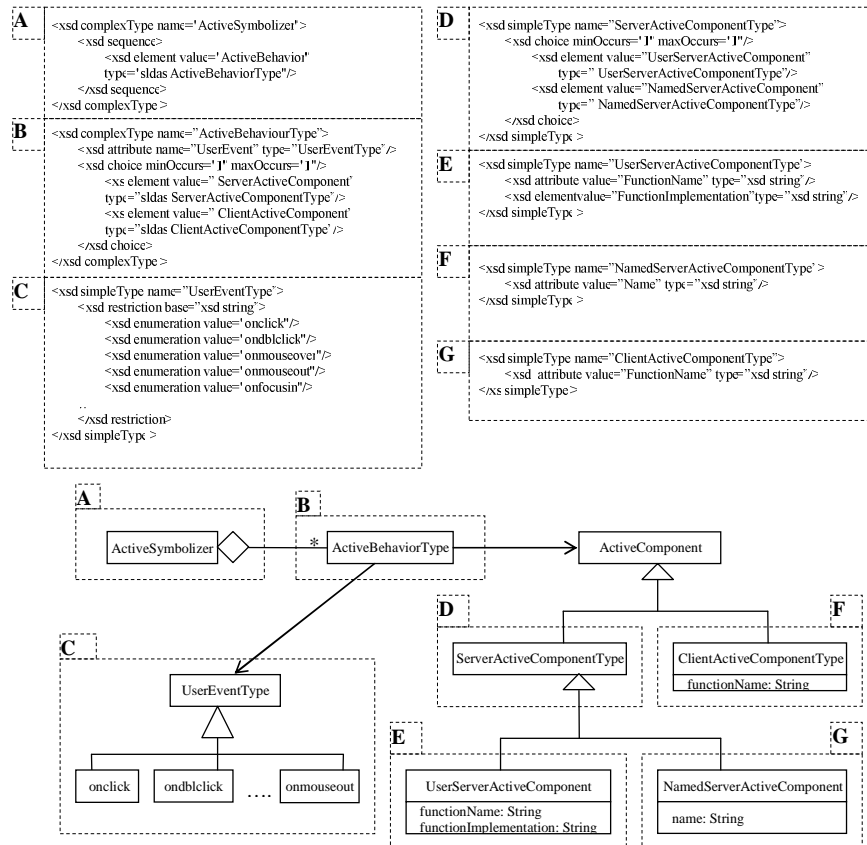 A
<xsd complexType name='ActiveSymbolizer'>
<xsd sequence>
<xsd element value='ActiveBehavior"
type="sldas ActiveBehaviorType"/>
</xsd sequence>
</xsd complexType >
B
<xsd complexType name="ActiveBehaviourType">
<xsd attribute name="UserEvent" type="UserEventType"/>
<xsd choice minOccurs="1" maxOccurs="1"/>
<xs element value=" ServerActiveComponent"
type="sldas ServerActiveComponentType"/>
<xs element value=" ClientActiveComponent"
type="sldas ClientActiveComponentType"/>
</xsd choice>
</xsd complexType >
C
<xsd simpleType name="UserEventType">
<xsd restriction base="xsd string">
<xsd enumeration value='onclick"/>
<xsd enumeration value='ondblclick"/>
<xsd enumeration value='onmouseover"/>
<xsd enumeration value='onmouseout"/>
<xsd enumeration value='onfocusin"/>
..
</xsd restriction>
</xsd simpleType >
D
<xsd simpleType name="ServerActiveComponentType">
<xsd choice minOccurs="1" maxOccurs="1"/>
<xsd element value="UserServerActiveComponent"
type=" UserServerActiveComponentType"/>
<xsd element value="NamedServerActiveComponent"
type=" NamedServerActiveComponentType"/>
</xsd choice>
</xsd simpleType >
E
<xsd simpleType name="UserServerActiveComponentType'>
<xsd attribute value="FunctionName" type="xsd string"/>
<xsd elementvalue="FunctionImplementation"type="xsd string"/>
</xsd simpleType >
F
<xsd simpleType name="NamedServerActiveComponentType'>
<xsd attribute value="Name" type="xsd string"/>
</xsd simpleType >
G
<xsd simpleType name="ClientActiveComponentType">
<xsd attribute value="FunctionName" type="xsd string"/>
</xs simpleType>
A
ActiveSymbolizer
*
B
ActiveBehaviorType
ActiveComponent
D
ServerActiveComponentType
F
ClientActiveComponentType
functionName: String
C
UserEventType
onclick
ondblclick
....
onmouseout
E
UserServerActiveComponent
functionName: String
functionImplementation: String
G
NamedServerActiveComponent
name: String